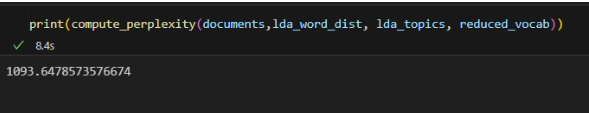 print(compute_perplexity(documents,lda_word_dist, lda_topics, reduced_vocab))
✓ 8.4s
1093.6478573576674